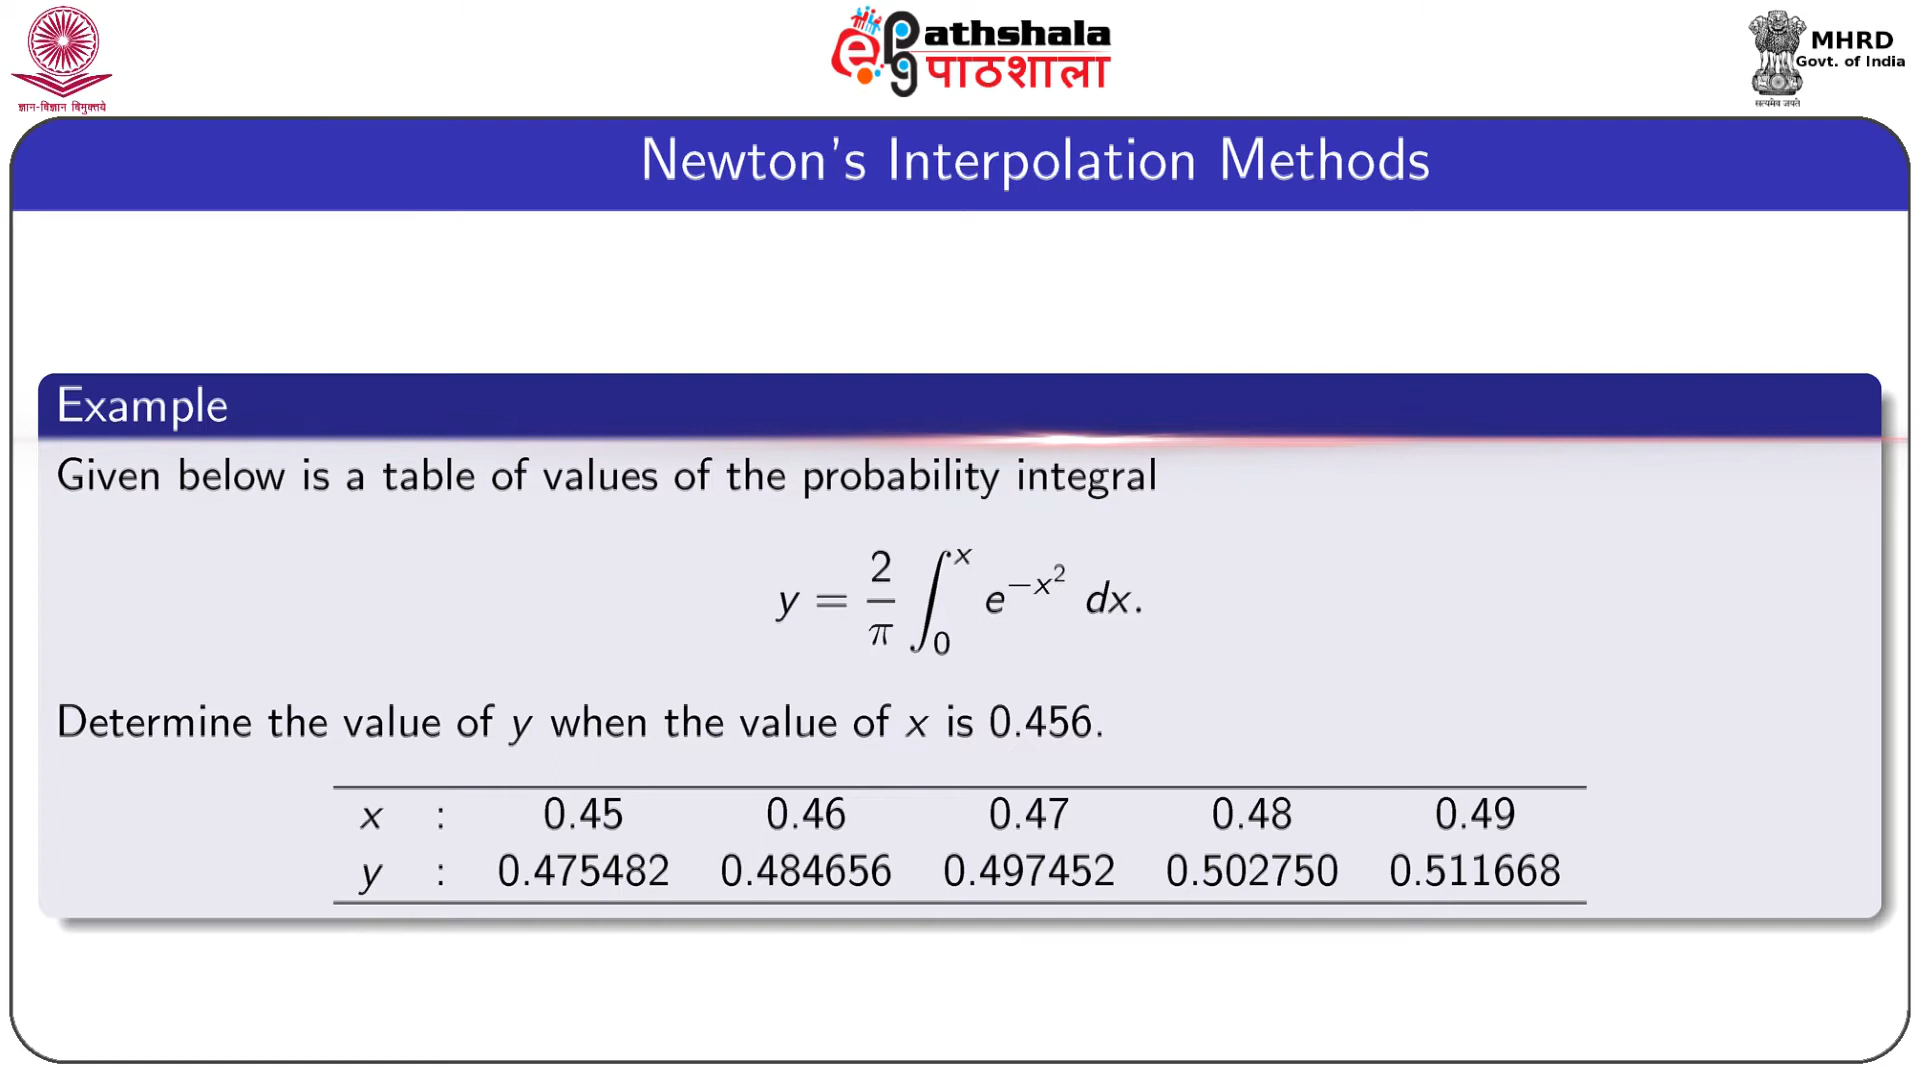 ज्ञान-विज्ञान विमुक्तये
e PG Pathshala
पाठशाला
MHRD
Govt. of India
सत्यमेव जयते
Newton's Interpolation Methods
Example
Given below is a table of values of the probability integral
y = 2/π ∫₀ˣ e^(−x²) dx.
Determine the value of y when the value of x is 0.456.
x : 0.45 0.46 0.47 0.48 0.49
y : 0.475482 0.484656 0.497452 0.502750 0.511668